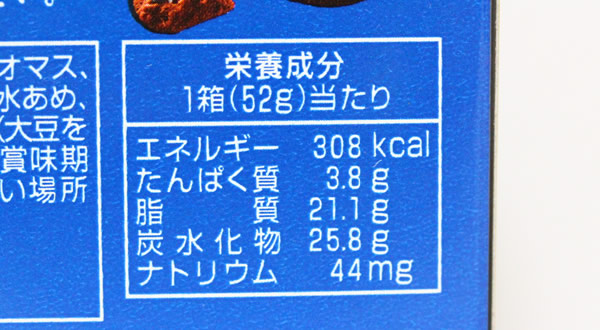 オマス、
水あめ、
(大豆を
賞味期
い場所
栄養成分
1箱(52g)当たり
エネルギー 308 kcal
たんぱく質 3.8 g
脂質 21.1 g
炭水化物 25.8 g
ナトリウム 44mg